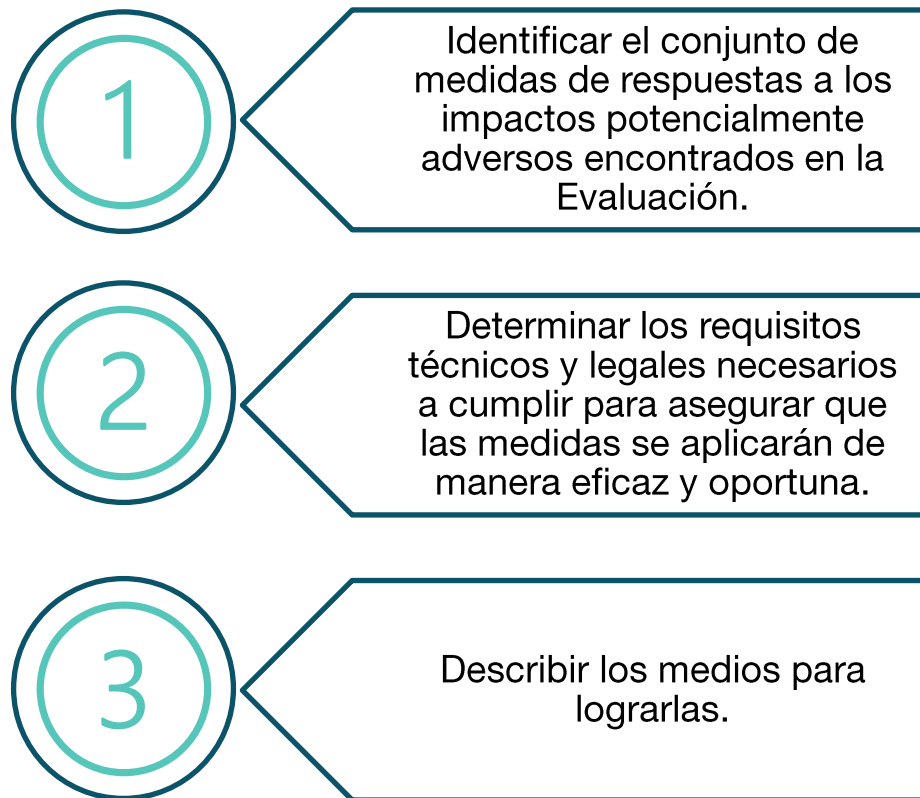 1
Identificar el conjunto de
medidas de respuestas a los
impactos potencialmente
adversos encontrados en la
Evaluación.
2
Determinar los requisitos
técnicos y legales necesarios
a cumplir para asegurar que
las medidas se aplicarán de
manera eficaz y oportuna.
3
Describir los medios para
lograrlas.